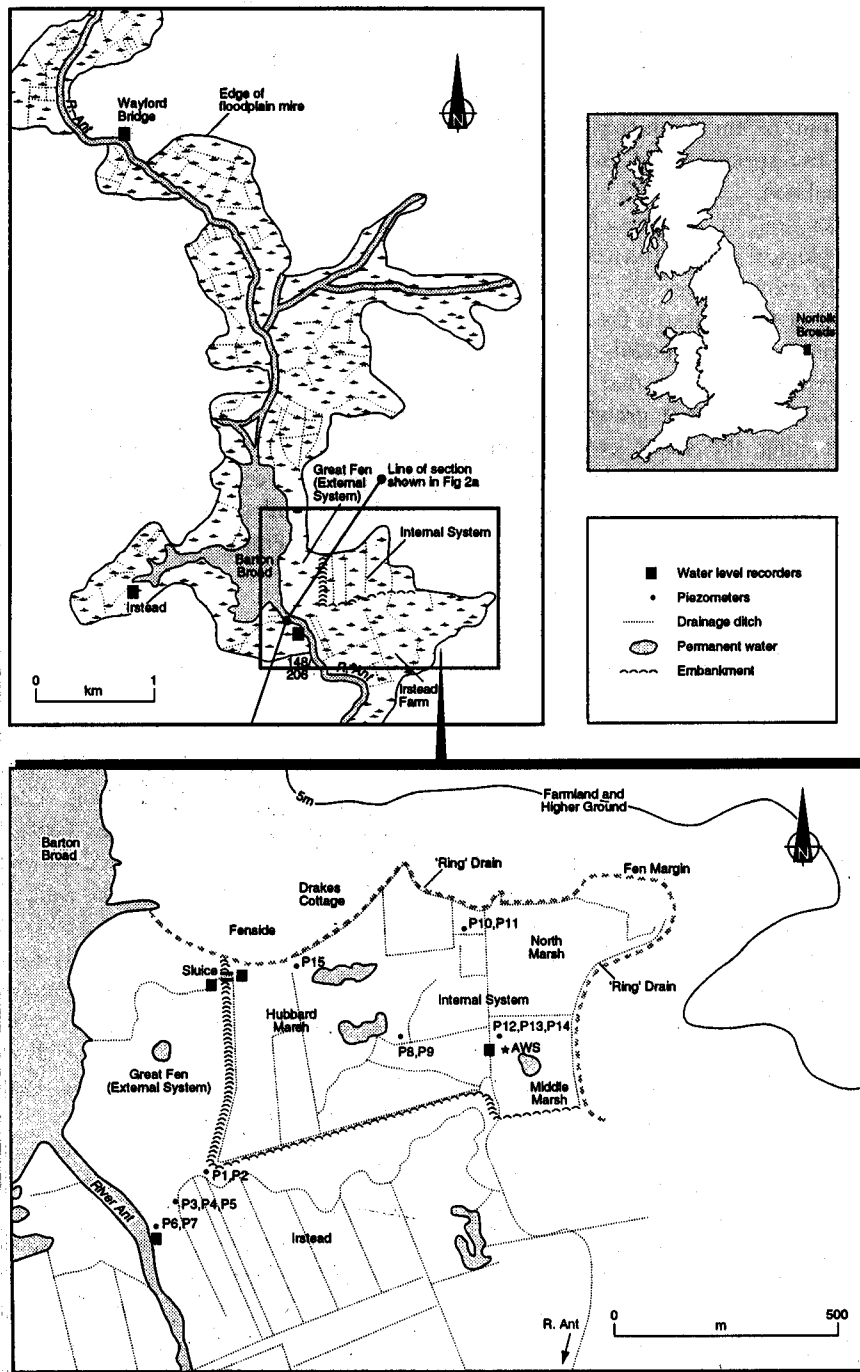 Wayford
Bridge
R. Ant
Edge of
floodplain mire
N
Norfolk
Broads
Great Fen
(External
System)
Line of section
shown in Fig 2a
Internal System
Barton
Broad
Irstead
148
206
R. Ant
Irstead
Farm
0
1
km
Water level recorders
Piezometers
Drainage ditch
Permanent water
Embankment
5m
Farmland and
Higher Ground
N
Barton
Broad
'Ring' Drain
Fen Margin
Drakes
Cottage
Fenside
P10,P11
North
Marsh
Sluice
P15
'Ring' Drain
Hubbard
Marsh
Internal
System
P12,P13,P14
P8,P9
AWS
Great Fen
(External System)
Middle
Marsh
P1,P2
River Ant
P3,P4,P5
P6,P7
Irstead
R. Ant
0
500
m